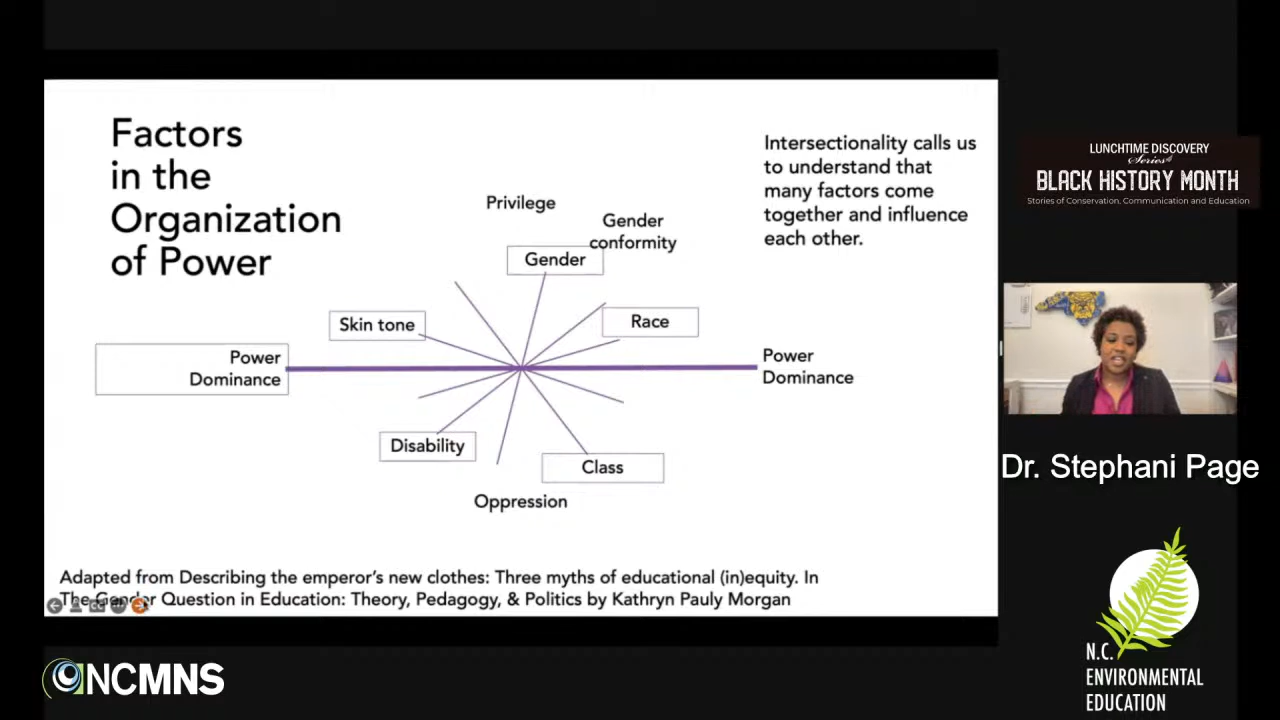 Factors
in the
Organization
of Power
Intersectionality calls us
to understand that
many factors come
together and influence
each other.
Privilege
Gender
conformity
Gender
Skin tone
Race
Power
Dominance
Power
Dominance
Disability
Class
Oppression
Adapted from Describing the emperor's new clothes: Three myths of educational (in)equity. In
The Gender Question in Education: Theory, Pedagogy, & Politics by Kathryn Pauly Morgan
LUNCHTIME DISCOVERY
Series
BLACK HISTORY MONTH
Stories of Conservation, Communication and Education
Dr. Stephani Page
NCMNS
N.C.
ENVIRONMENTAL
EDUCATION